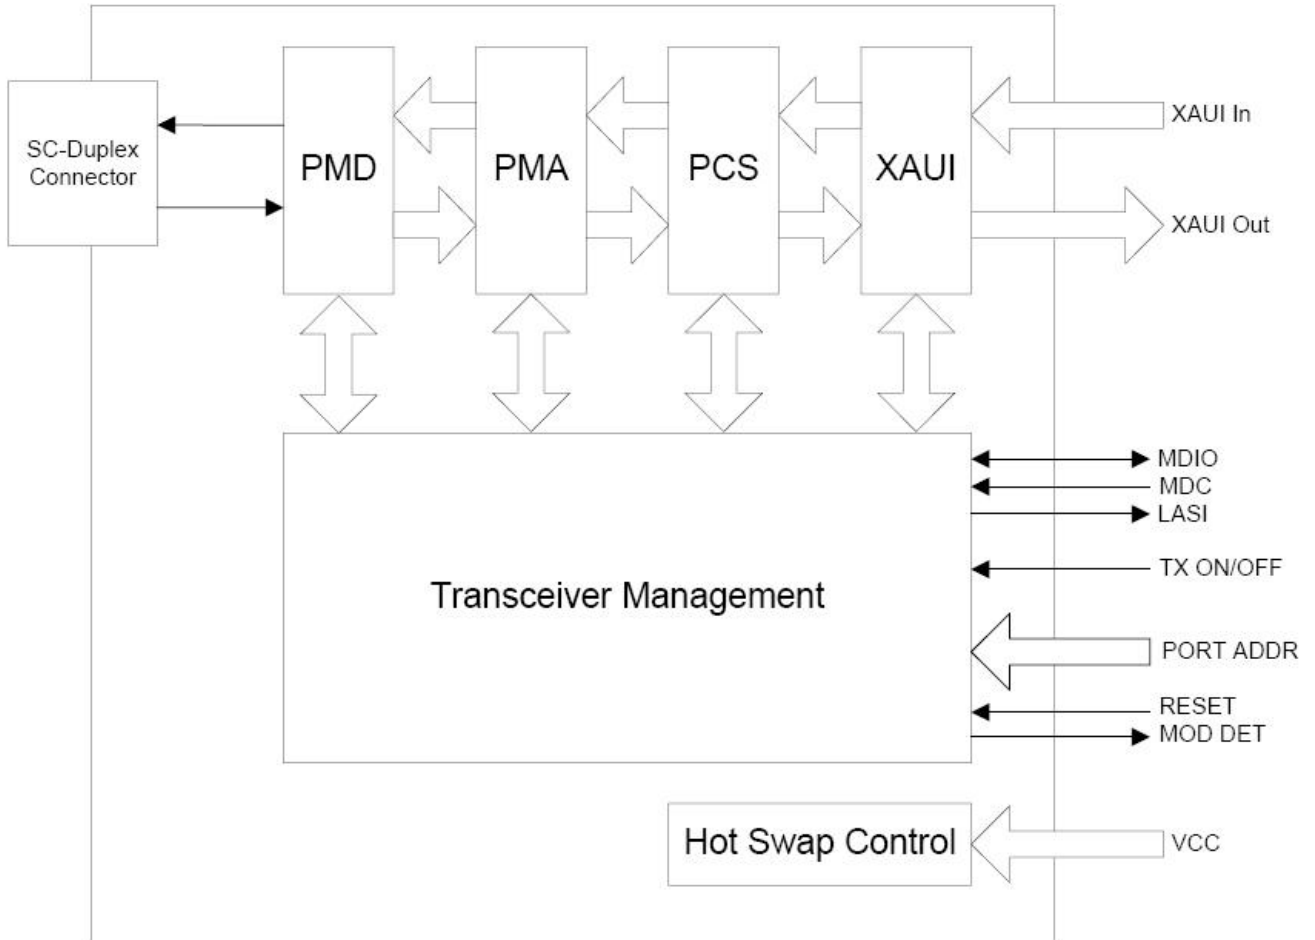 XAUI In
SC-Duplex
Connector
PMD
PMA
PCS
XAUI
XAUI Out
MDIO
MDC
LASI
TX ON/OFF
Transceiver Management
PORT ADDR
RESET
MOD DET
Hot Swap Control
VCC